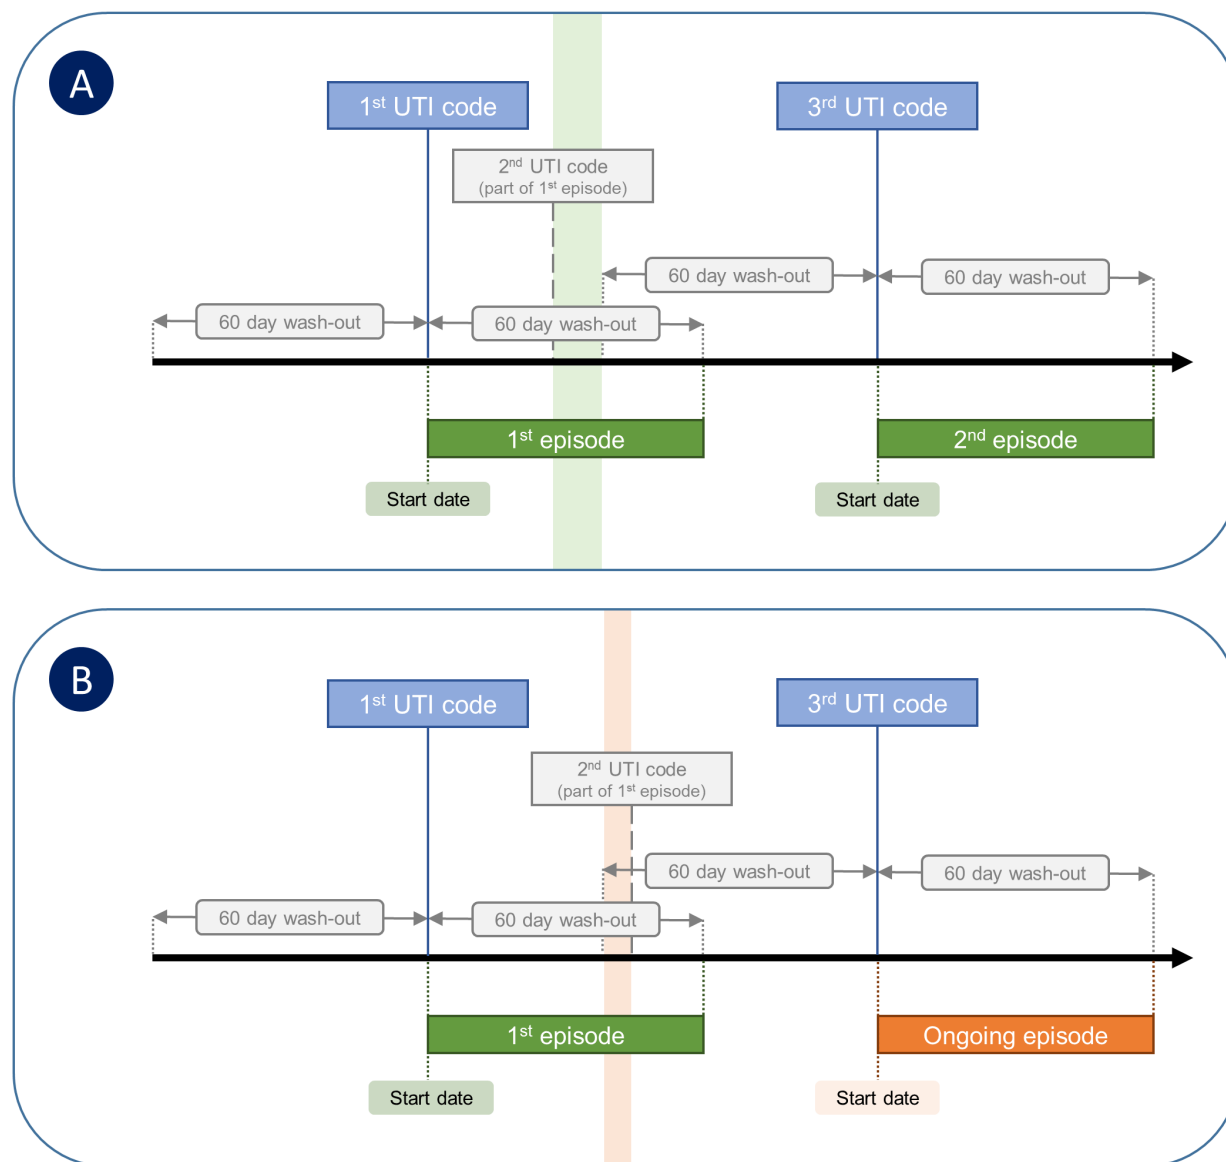 A
1st UTI code
3rd UTI code
2nd UTI code
(part of 1st episode)
60 day wash-out
60 day wash-out
60 day wash-out
60 day wash-out
1st episode
2nd episode
Start date
Start date
B
1st UTI code
3rd UTI code
2nd UTI code
(part of 1st episode)
60 day wash-out
60 day wash-out
60 day wash-out
60 day wash-out
1st episode
Ongoing episode
Start date
Start date